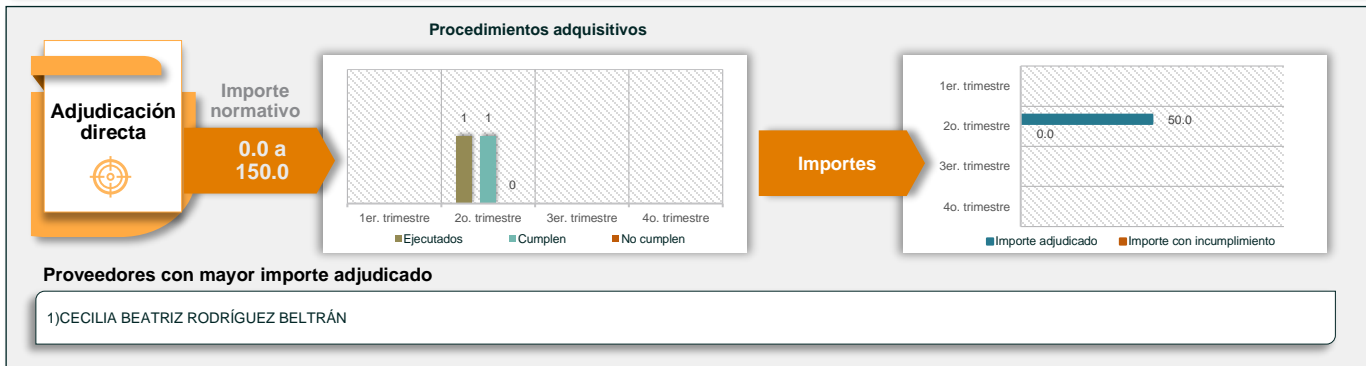 Procedimientos adquisitivos
Adjudicación
directa
Importe
normativo
0.0 a
150.0
1
1
0
1er. trimestre
2o. trimestre
3er. trimestre
4o. trimestre
Ejecutados
Cumplen
No cumplen
Importes
1er. trimestre
2o. trimestre
3er. trimestre
4o. trimestre
50.0
0.0
Importe adjudicado
Importe con incumplimiento
Proveedores con mayor importe adjudicado
1)CECILIA BEATRIZ RODRÍGUEZ BELTRÁN